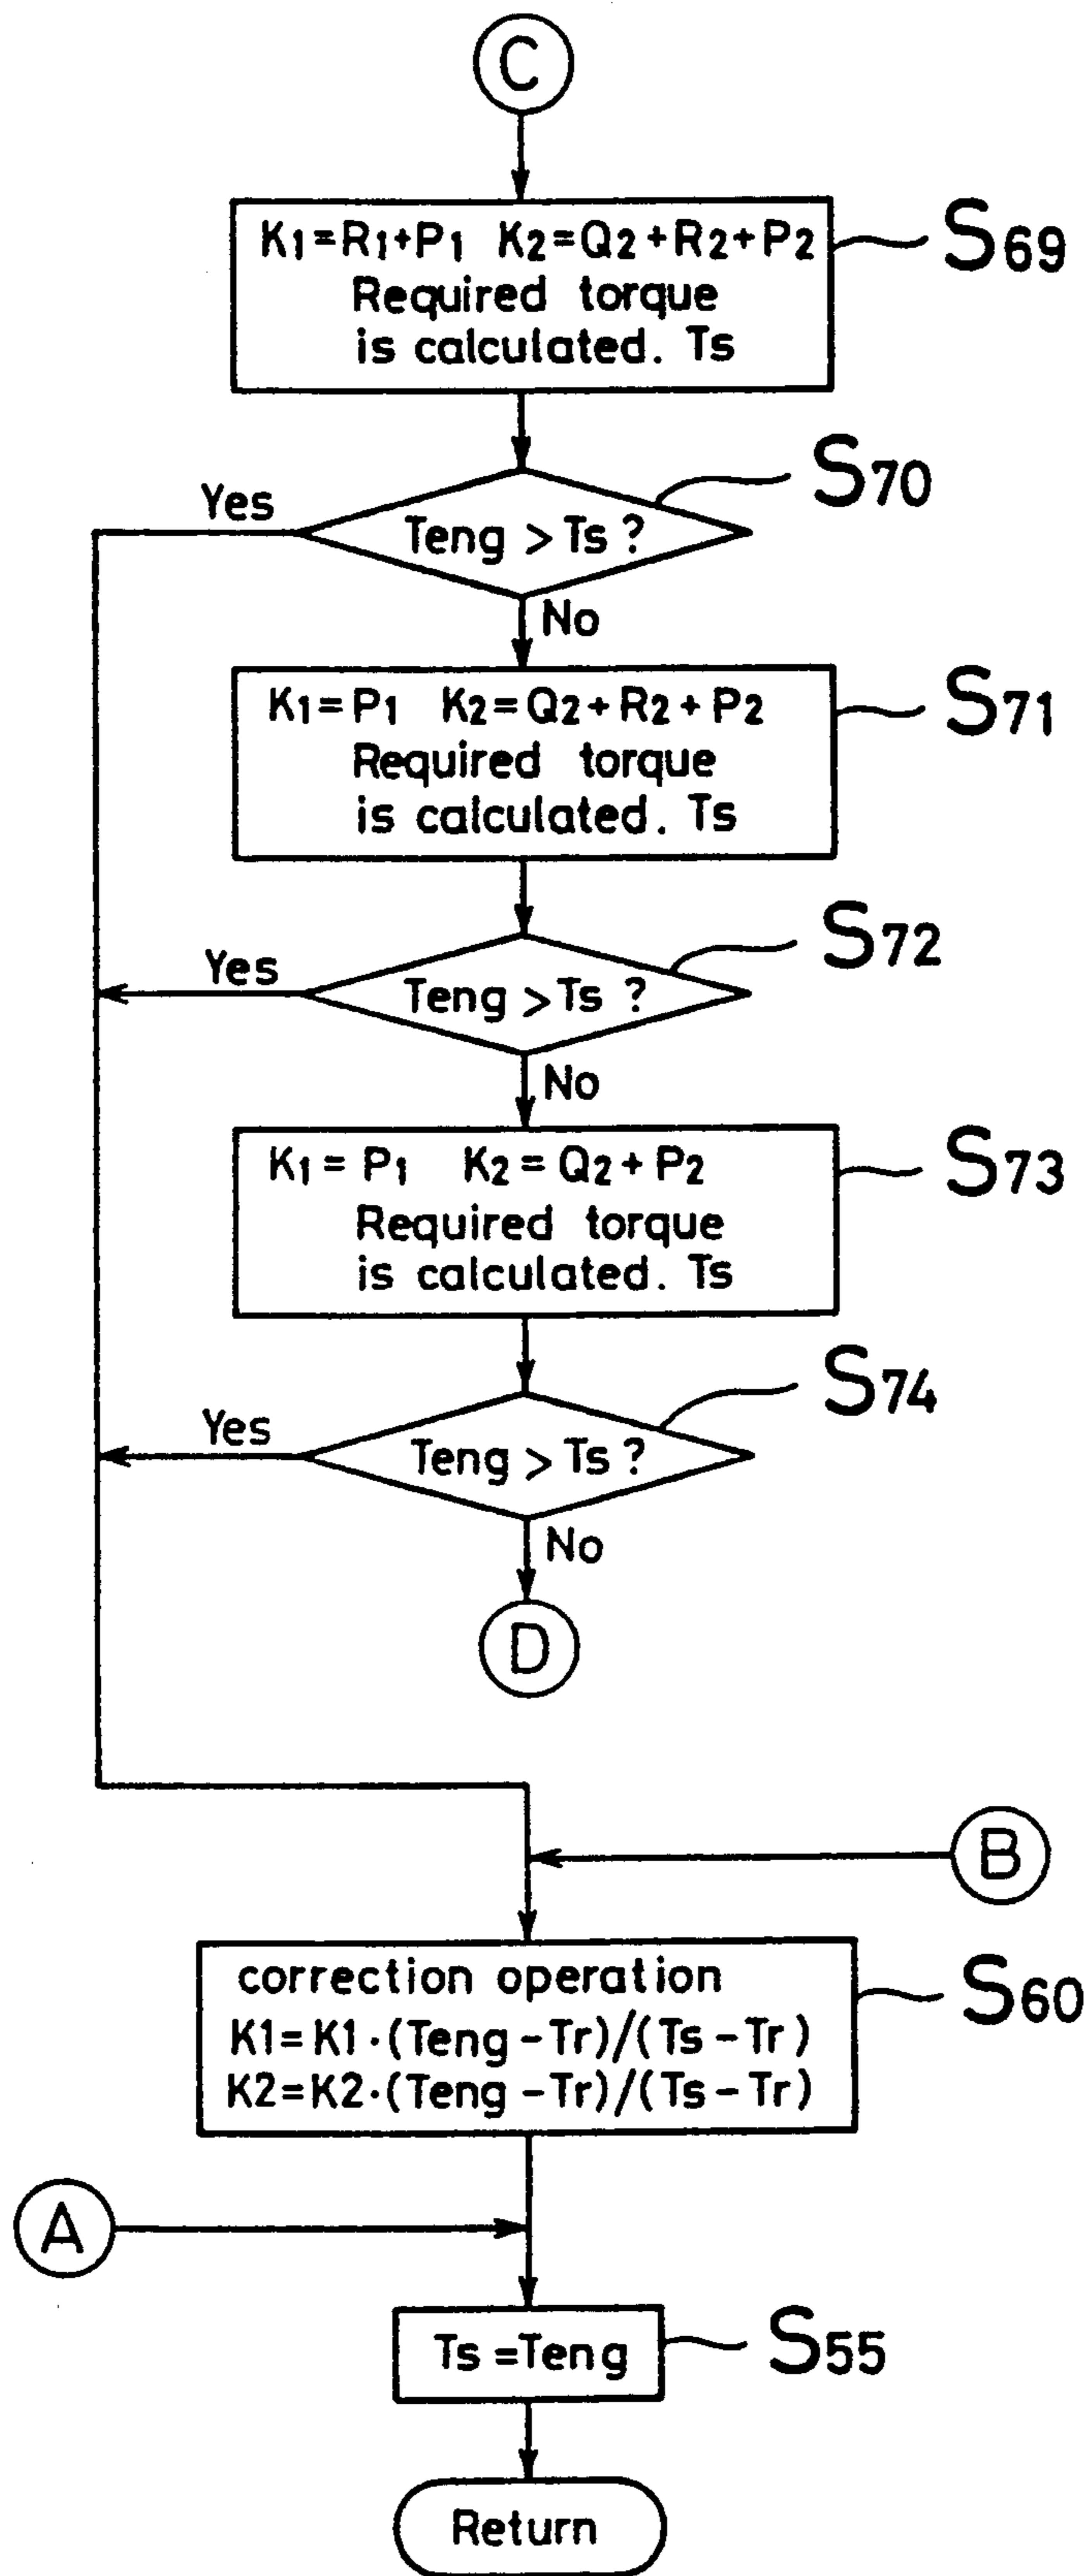 C
K1=R1+P1 K2=Q2+R2+P2
Required torque
is calculated. Ts
S69
Teng > Ts ?
S70
Yes
No
K1=P1 K2=Q2+R2+P2
Required torque
is calculated. Ts
S71
Teng > Ts ?
S72
Yes
No
K1=P1 K2=Q2+P2
Required torque
is calculated. Ts
S73
Teng > Ts ?
S74
Yes
No
D
B
correction operation
K1=K1·(Teng-Tr)/(Ts-Tr)
K2=K2·(Teng-Tr)/(Ts-Tr)
S60
A
Ts=Teng
S55
Return